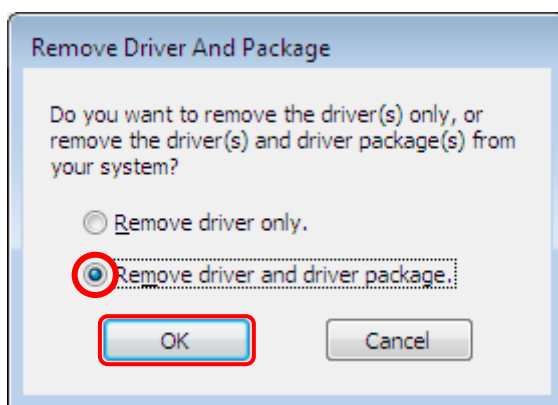 Remove Driver And Package
Do you want to remove the driver(s) only, or
remove the driver(s) and driver package(s) from
your system?
Remove driver only.
Remove driver and driver package.
OK Cancel